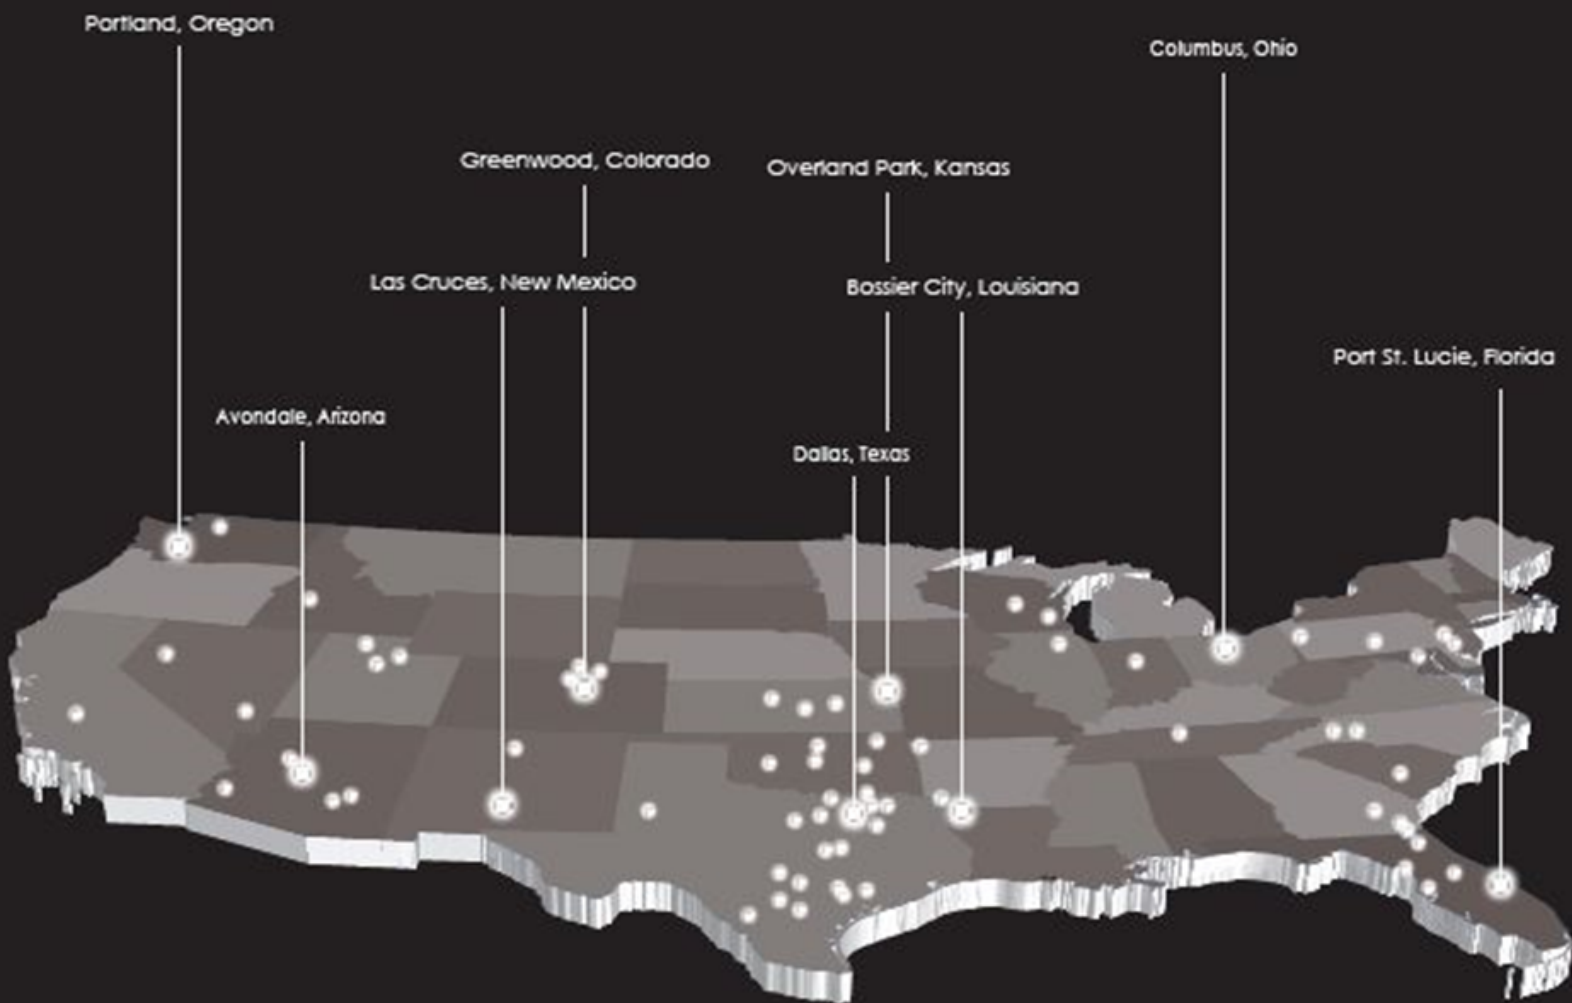 Portland, Oregon
Columbus, Ohio
Greenwood, Colorado
Overland Park, Kansas
Las Cruces, New Mexico
Bossier City, Louisiana
Port St. Lucie, Florida
Avondale, Arizona
Dallas, Texas